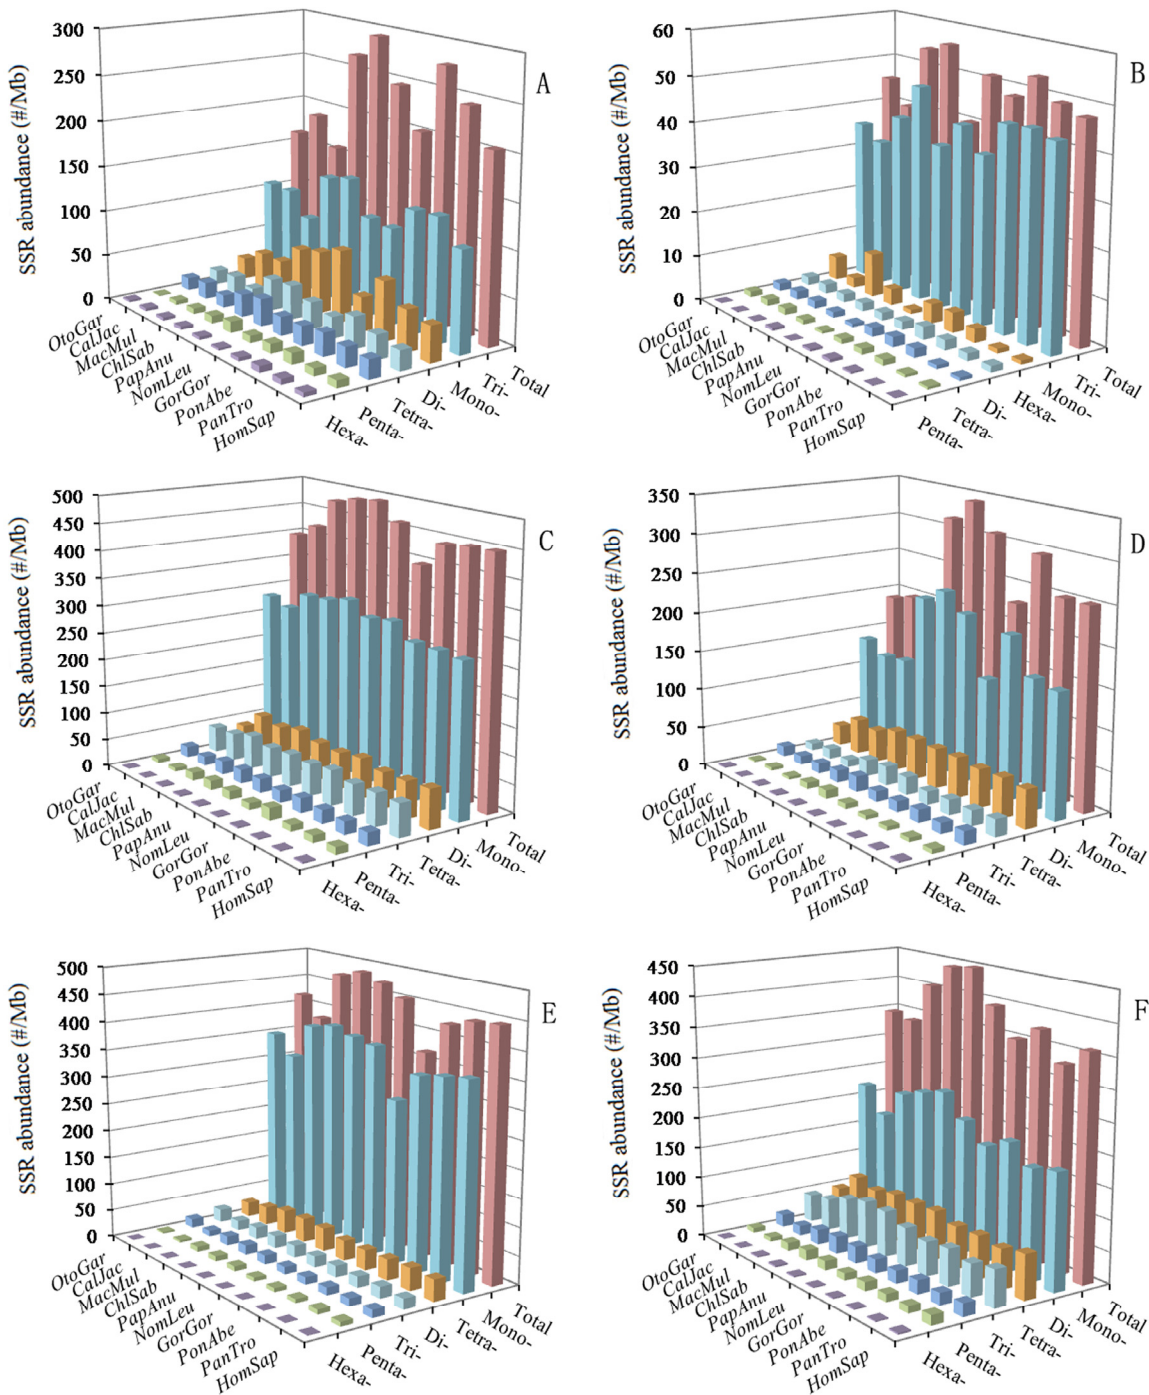 A
SSR abundance (#/Mb)
300
250
200
150
100
50
0
OtoGar
CalJac
MacMul
ChlSab
PapAnu
NomLeu
GorGor
PonAbe
PanTro
HomSap
Hexa-
Penta-
Tetra-
Di-
Mono-
Tri-
Total
B
SSR abundance (#/Mb)
60
50
40
30
20
10
0
OtoGar
CalJac
MacMul
ChlSab
PapAnu
NomLeu
GorGor
PonAbe
PanTro
HomSap
Penta-
Tetra-
Di-
Hexa-
Mono-
Tri-
Total
C
SSR abundance (#/Mb)
500
450
400
350
300
250
200
150
100
50
0
OtoGar
CalJac
MacMul
ChlSab
PapAnu
NomLeu
GorGor
PonAbe
PanTro
HomSap
Hexa-
Penta-
Tri-
Tetra-
Di-
Mono-
Total
D
SSR abundance (#/Mb)
350
300
250
200
150
100
50
0
OtoGar
CalJac
MacMul
ChlSab
PapAnu
NomLeu
GorGor
PonAbe
PanTro
HomSap
Hexa-
Penta-
Tri-
Tetra-
Di-
Mono-
Total
E
SSR abundance (#/Mb)
500
450
400
350
300
250
200
150
100
50
0
OtoGar
CalJac
MacMul
ChlSab
PapAnu
NomLeu
GorGor
PonAbe
PanTro
HomSap
Hexa-
Penta-
Tri-
Di-
Tetra-
Mono-
Total
F
SSR abundance (#/Mb)
450
400
350
300
250
200
150
100
50
0
OtoGar
CalJac
MacMul
ChlSab
PapAnu
NomLeu
GorGor
PonAbe
PanTro
HomSap
Hexa-
Penta-
Tri-
Tetra-
Di-
Mono-
Total